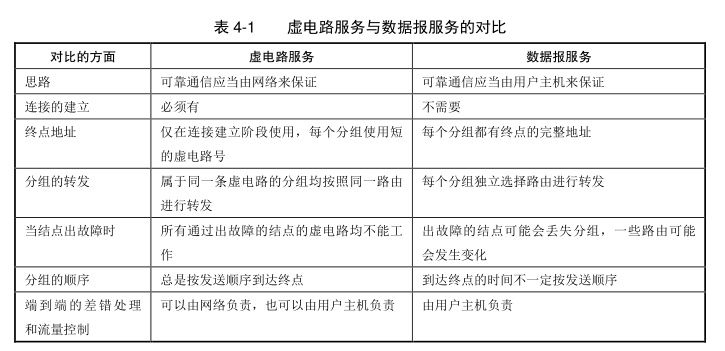 表 4-1 虚电路服务与数据报服务的对比
对比的方面 虚电路服务 数据报服务
思路 可靠通信应当由网络来保证 可靠通信应当由用户主机来保证
连接的建立 必须有 不需要
终点地址 仅在连接建立阶段使用，每个分组使用短 每个分组都有终点的完整地址
的虚电路号
分组的转发 属于同一条虚电路的分组均按照同一路由 每个分组独立选择路由进行转发
进行转发
当结点出故障时 所有通过出故障的结点的虚电路均不能工 出故障的结点可能会丢失分组，一些路由可能
作 会发生变化
分组的顺序 总是按发送顺序到达终点 到达终点的时间不一定按发送顺序
端到端的差错处理 可以由网络负责，也可以由用户主机负责 由用户主机负责
和流量控制